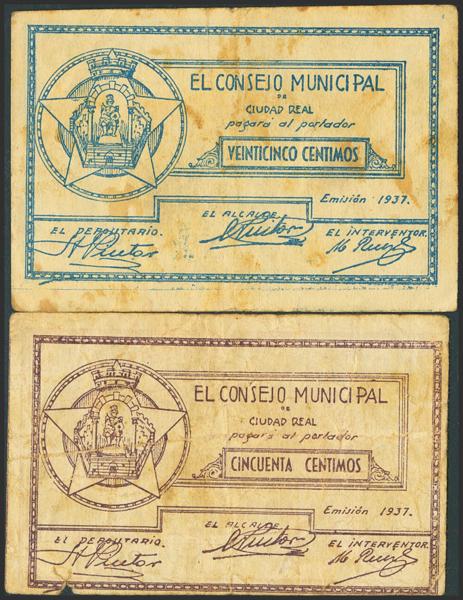 EL CONSEJO MUNICIPAL
DE
CIUDAD REAL
pagará al portador
VEINTICINCO CENTIMOS
Emisión 1937.
EL ALCALDE
EL DEPOSITARIO. EL INTERVENTOR.
EL CONSEJO MUNICIPAL
DE
CIUDAD REAL
pagará al portador
CINCUENTA CENTIMOS
Emisión 1937.
EL ALCALDE
EL DEPOSITARIO. EL INTERVENTOR.